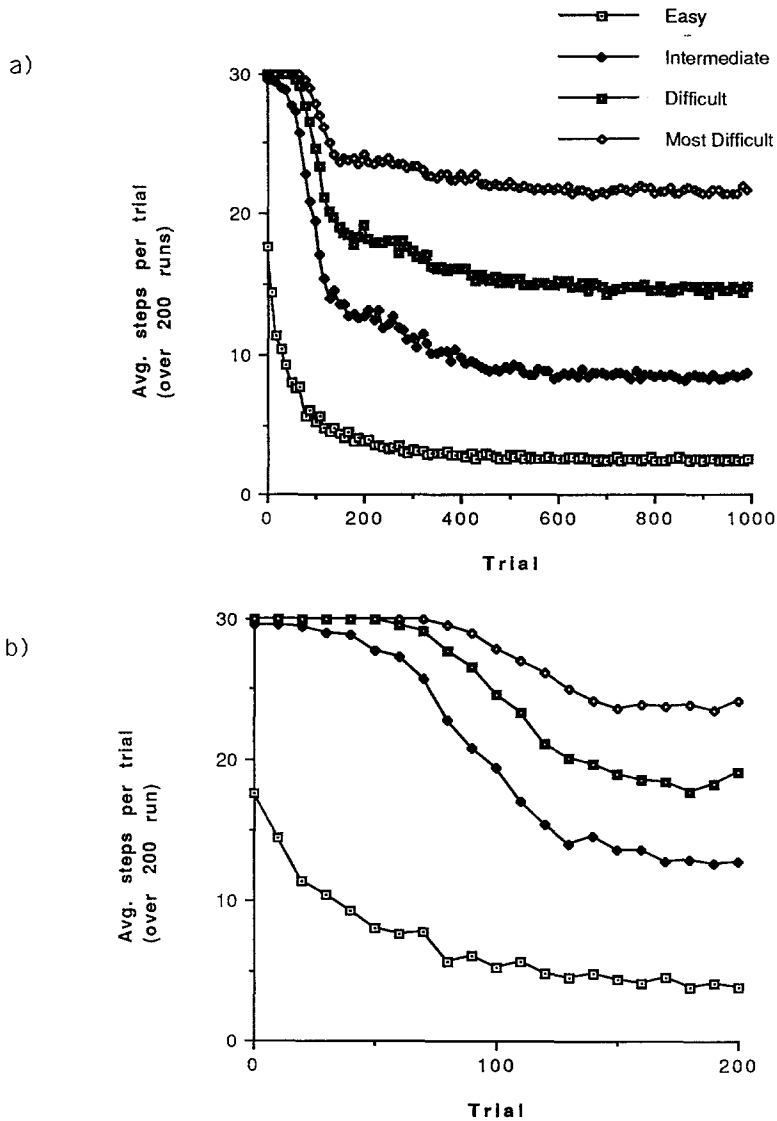 Easy
Intermediate
Difficult
Most Difficult
a)
30
20
10
0
Avg. steps per trial
(over 200 runs)
0 200 400 600 800 1000
Trial
b)
30
20
10
0
Avg. steps per trial
(over 200 run)
0 100 200
Trial